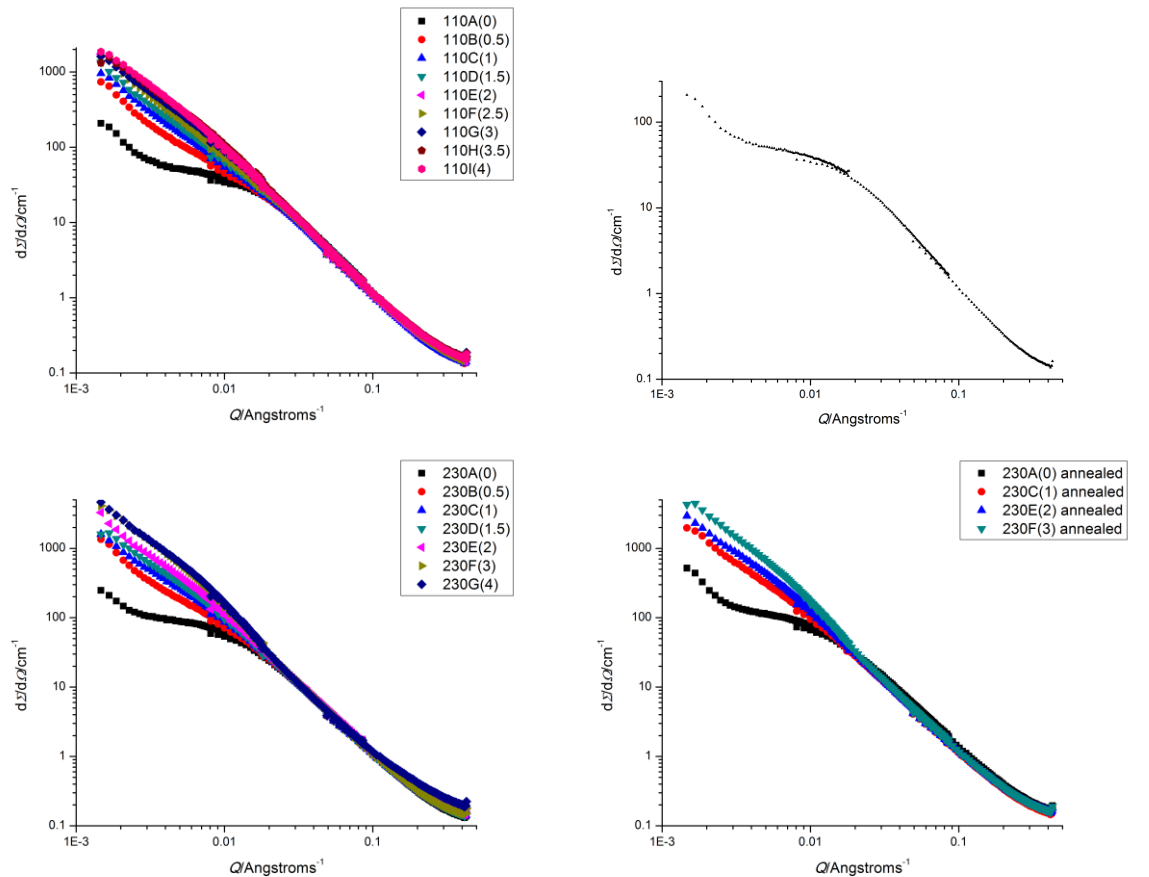 110A(0)
110B(0.5)
110C(1)
110D(1.5)
110E(2)
110F(2.5)
110G(3)
110H(3.5)
110I(4)
1000
100
10
1
0.1
1E-3
0.01
0.1
dΣ/dΩ/cm⁻¹
Q/Angstroms⁻¹
100
10
1
0.1
1E-3
0.01
0.1
dΣ/dΩ/cm⁻¹
Q/Angstroms⁻¹
230A(0)
230B(0.5)
230C(1)
230D(1.5)
230E(2)
230F(3)
230G(4)
1000
100
10
1
0.1
1E-3
0.01
0.1
dΣ/dΩ/cm⁻¹
Q/Angstroms⁻¹
230A(0) annealed
230C(1) annealed
230E(2) annealed
230F(3) annealed
1000
100
10
1
0.1
1E-3
0.01
0.1
dΣ/dΩ/cm⁻¹
Q/Angstroms⁻¹